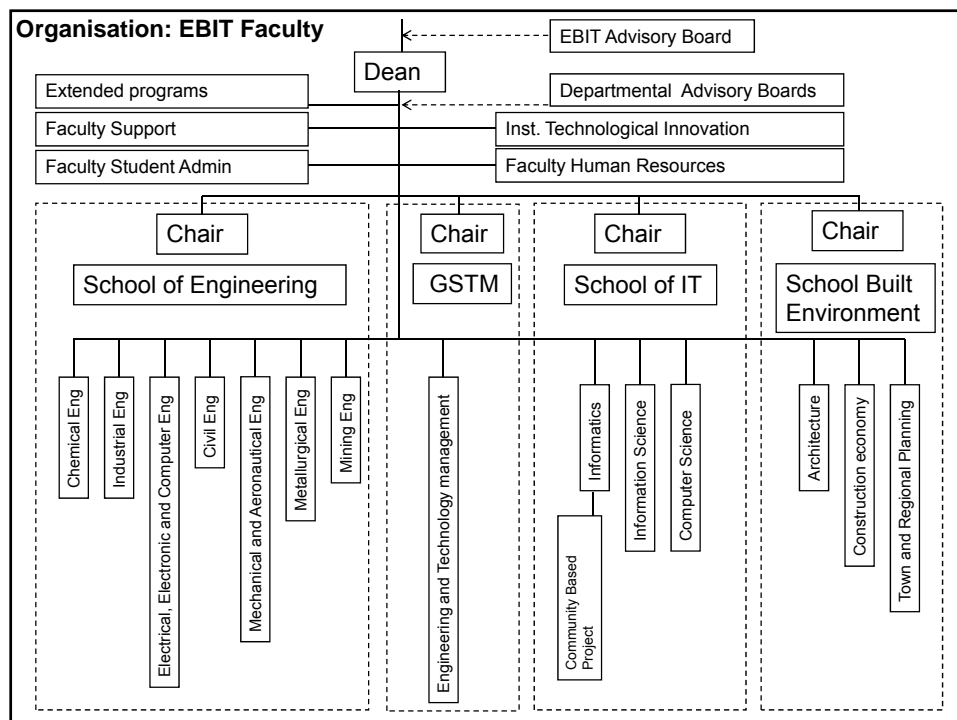 Organisation: EBIT Faculty
EBIT Advisory Board
Dean
Extended programs
Departmental Advisory Boards
Faculty Support
Inst. Technological Innovation
Faculty Student Admin
Faculty Human Resources
Chair
School of Engineering
Chair
GSTM
Chair
School of IT
Chair
School Built
Environment
Chemical Eng
Industrial Eng
Electrical, Electronic and Computer Eng
Civil Eng
Mechanical and Aeronautical Eng
Metallurgical Eng
Mining Eng
Engineering and Technology management
Informatics
Community Based
Project
Information Science
Computer Science
Architecture
Construction economy
Town and Regional Planning